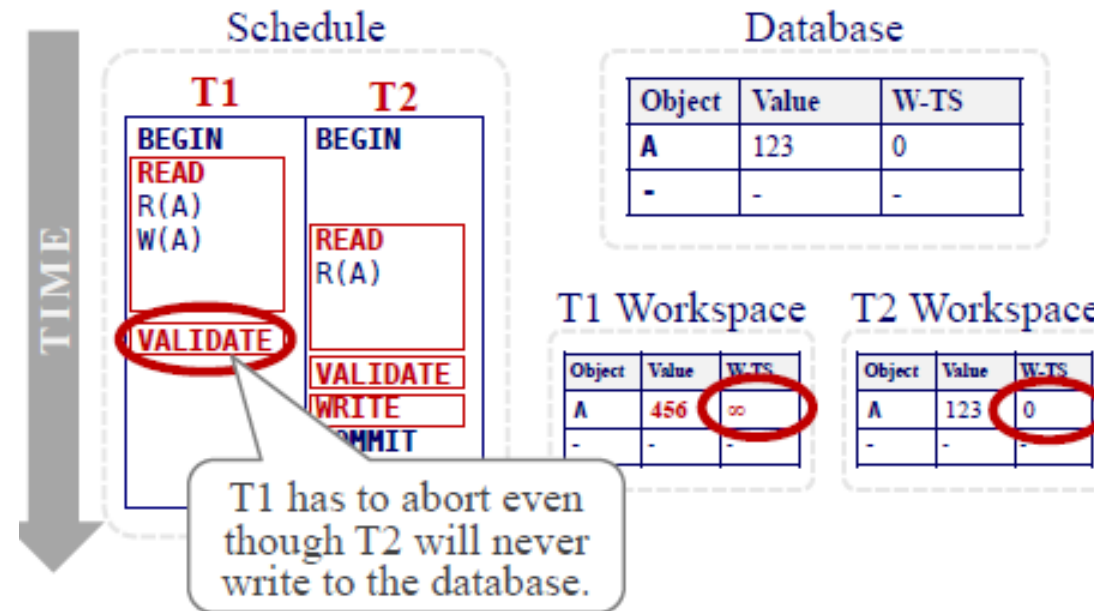 Schedule
Database
TIME
T1 T2
BEGIN BEGIN
READ
R(A)
W(A) READ
R(A)
VALIDATE
VALIDATE
WRITE
T1 has to abort even
though T2 will never
write to the database.
Object Value W-TS
A 123 0
- - -
T1 Workspace T2 Workspace
Object Value W-TS
A 456 ∞
- - -
Object Value W-TS
A 123 0
- - -